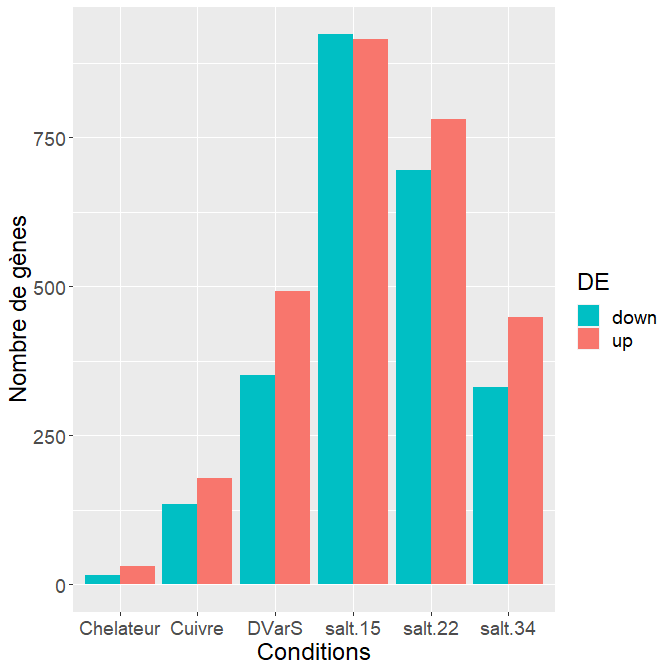 Nombre de gènes
750
500
250
0
Chelateur Cuivre DVarS salt.15 salt.22 salt.34
Conditions
DE
down
up